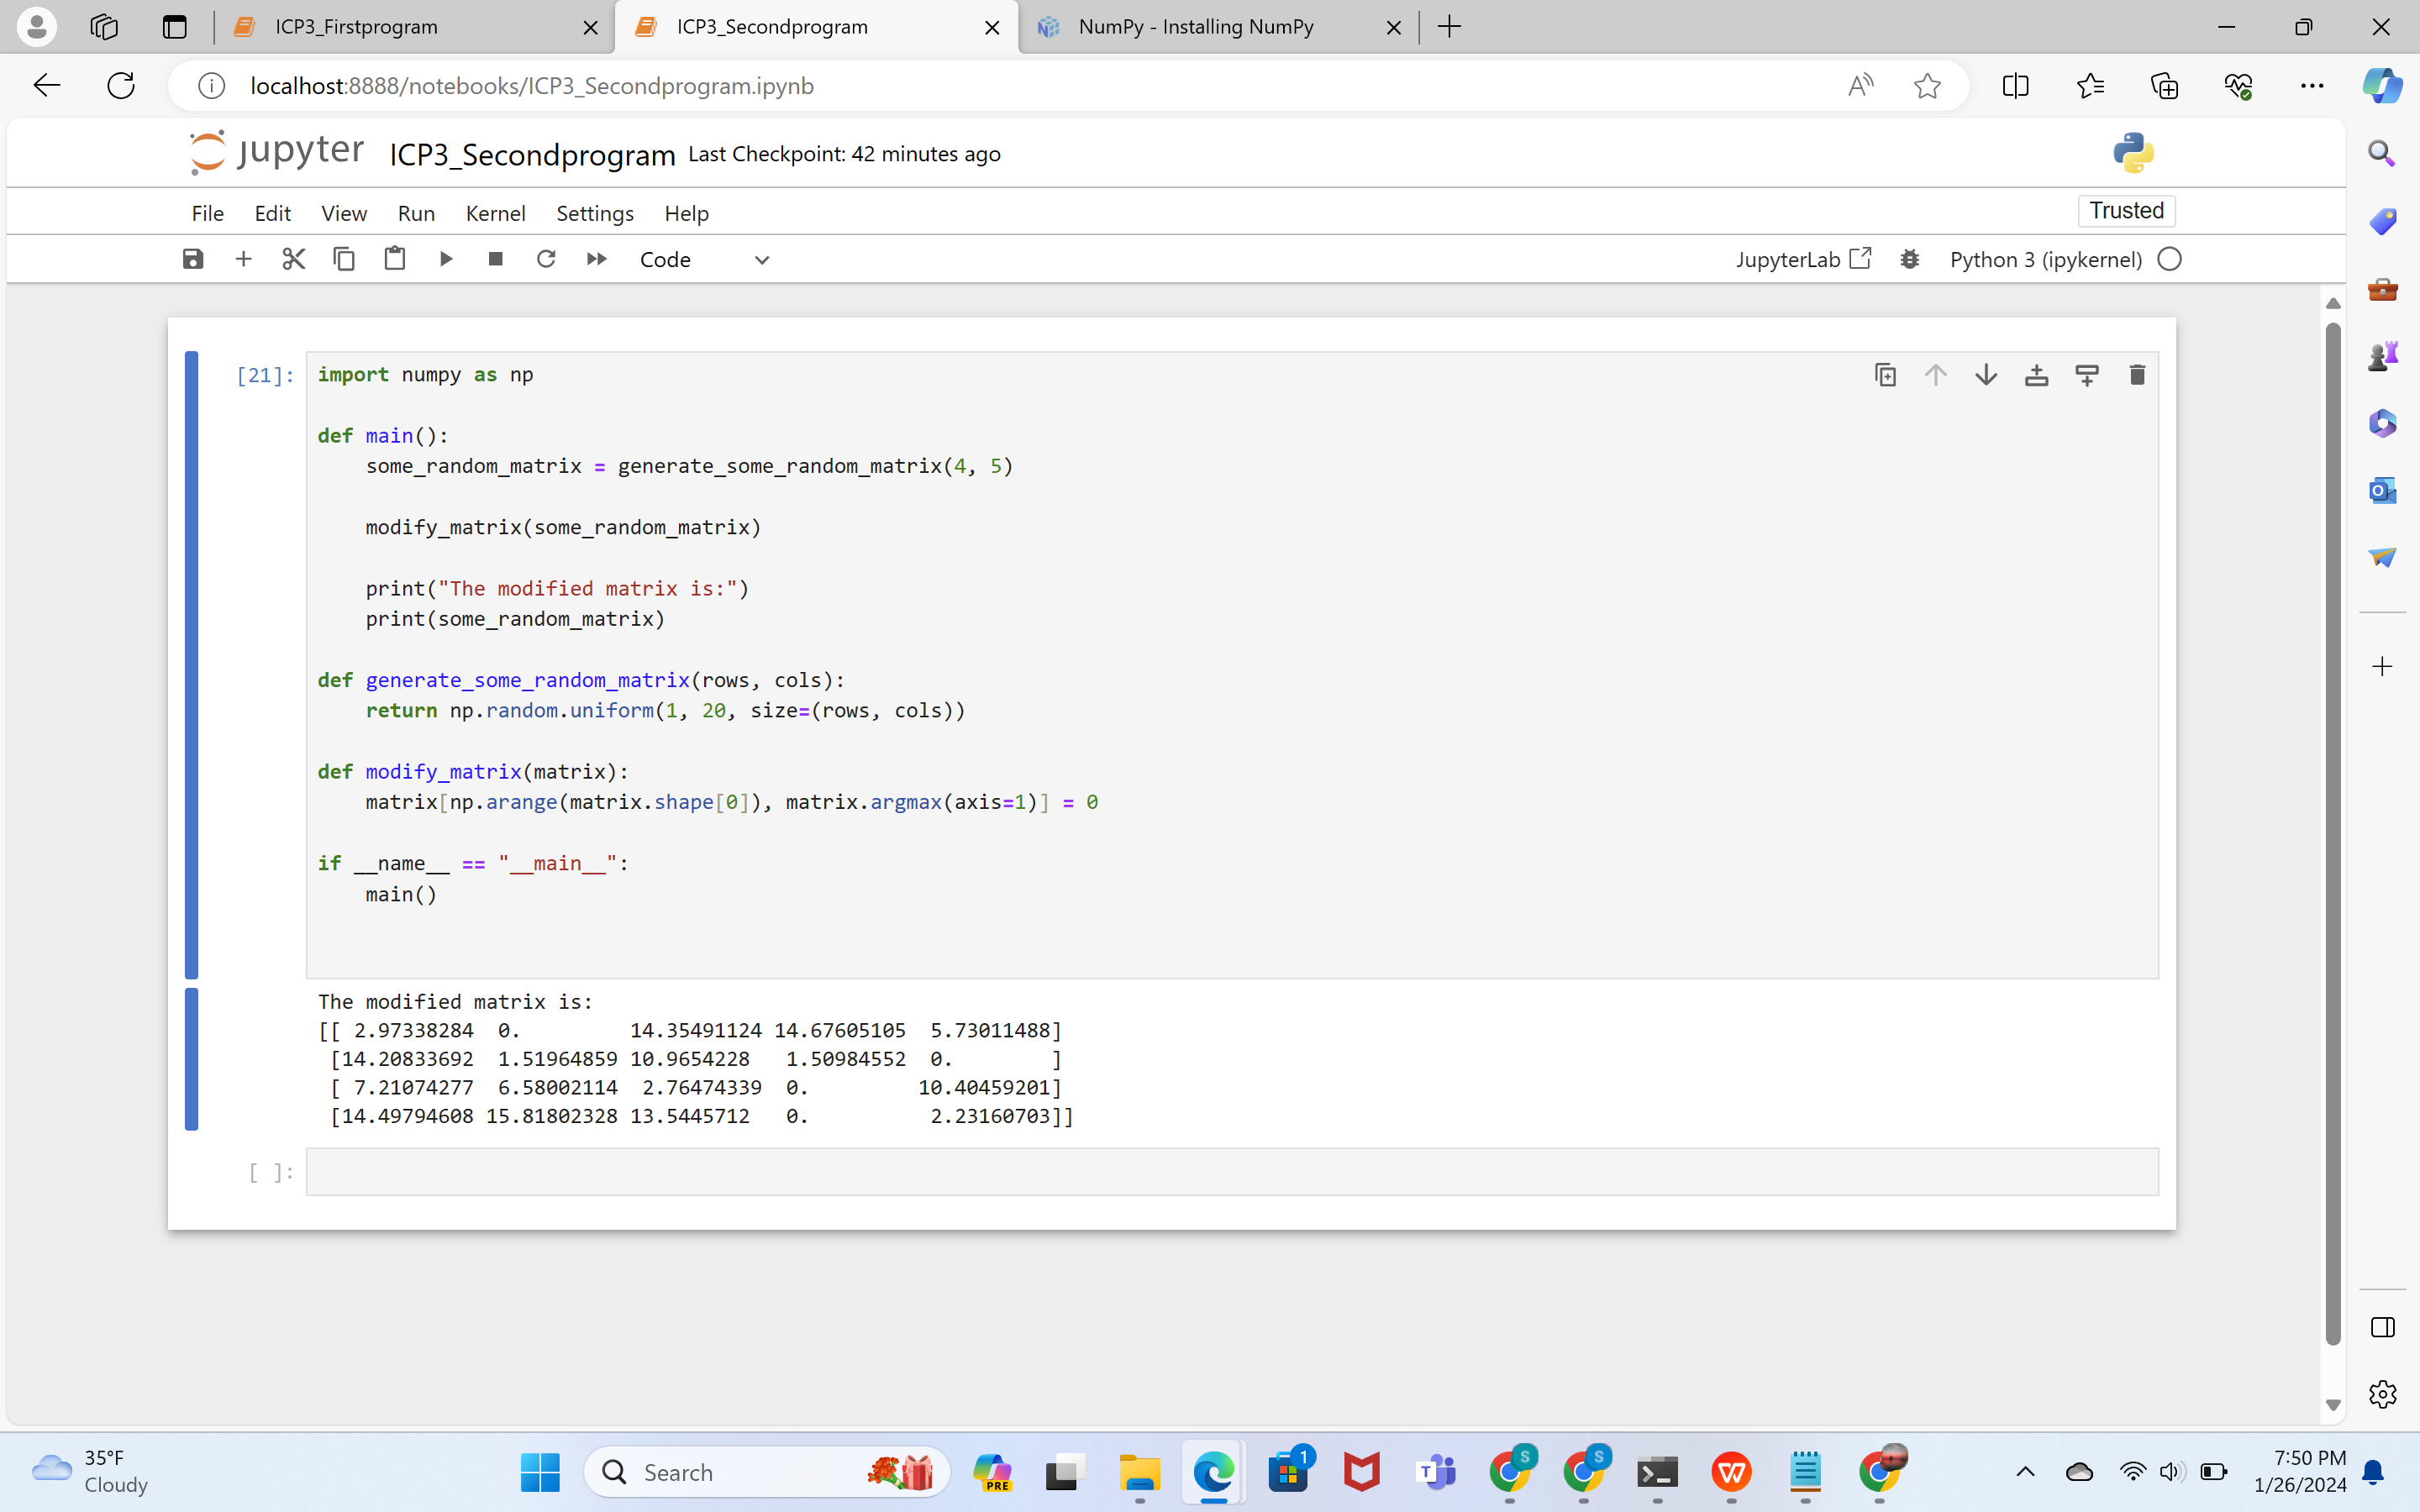 ICP3_Firstprogram
ICP3_Secondprogram
NumPy - Installing NumPy
localhost:8888/notebooks/ICP3_Secondprogram.ipynb
jupyter ICP3_Secondprogram Last Checkpoint: 42 minutes ago
File Edit View Run Kernel Settings Help Trusted
Code JupyterLab Python 3 (ipykernel)
[21]: import numpy as np
def main():
    some_random_matrix = generate_some_random_matrix(4, 5)
    modify_matrix(some_random_matrix)
    print("The modified matrix is:")
    print(some_random_matrix)
def generate_some_random_matrix(rows, cols):
    return np.random.uniform(1, 20, size=(rows, cols))
def modify_matrix(matrix):
    matrix[np.arange(matrix.shape[0]), matrix.argmax(axis=1)] = 0
if __name__ == "__main__":
    main()
The modified matrix is:
[[ 2.97338284  0.         14.35491124 14.67605105  5.73011488]
 [14.20833692  1.51964859 10.9654228   1.50984552  0.        ]
 [ 7.21074277  6.58002114  2.76474339  0.         10.40459201]
 [14.49794608 15.81802328 13.5445712   0.          2.23160703]]
[ ]:
35°F
Cloudy
Search
PRE
1
T
S
S
W
7:50 PM
1/26/2024